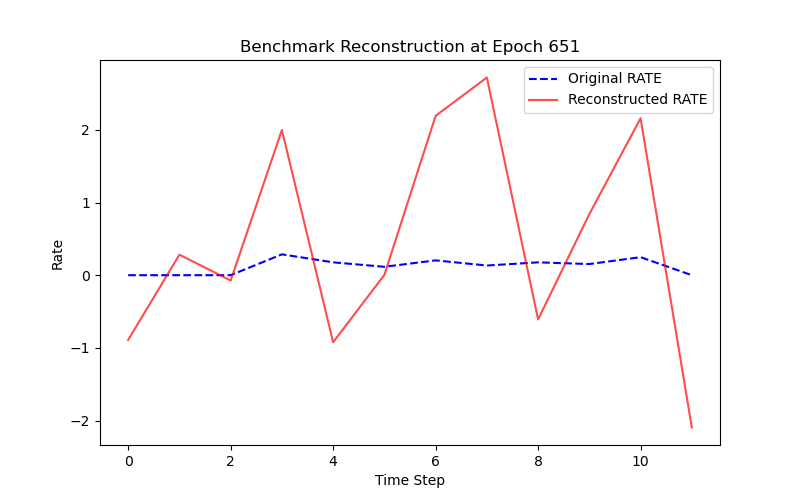 Benchmark Reconstruction at Epoch 651
Original RATE
Reconstructed RATE
Rate
2
1
0
−1
−2
0 2 4 6 8 10
Time Step